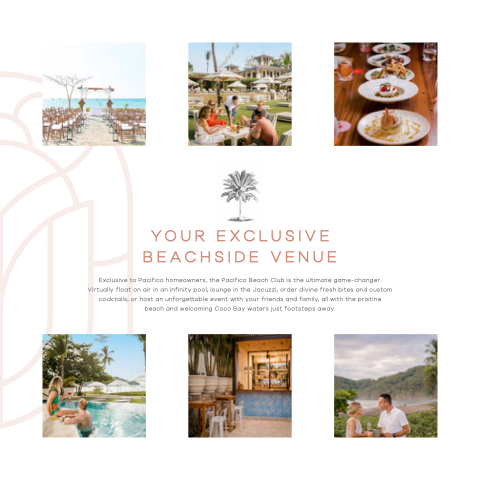 YOUR EXCLUSIVE
BEACHSIDE VENUE
Exclusive to Pacifico homeowners, the Pacifico Beach Club is the ultimate game-changer.
Virtually float on air in an infinity pool, lounge in the Jacuzzi, order divine fresh bites and custom
cocktails, or host an unforgettable event with your friends and family, all with the pristine
beach and welcoming Coco Bay waters just footsteps away.